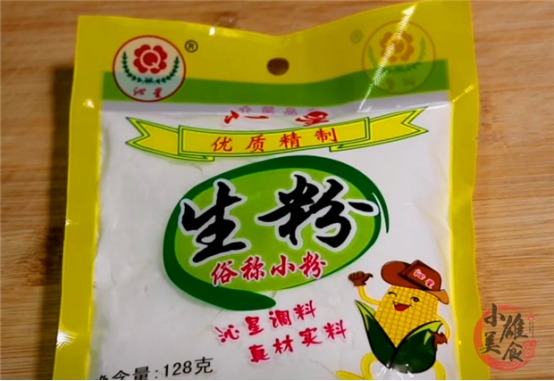 沁星
®
优质精制
生粉
俗称小粉
沁星调料
真材实料
净含量:128克
小雄
美食